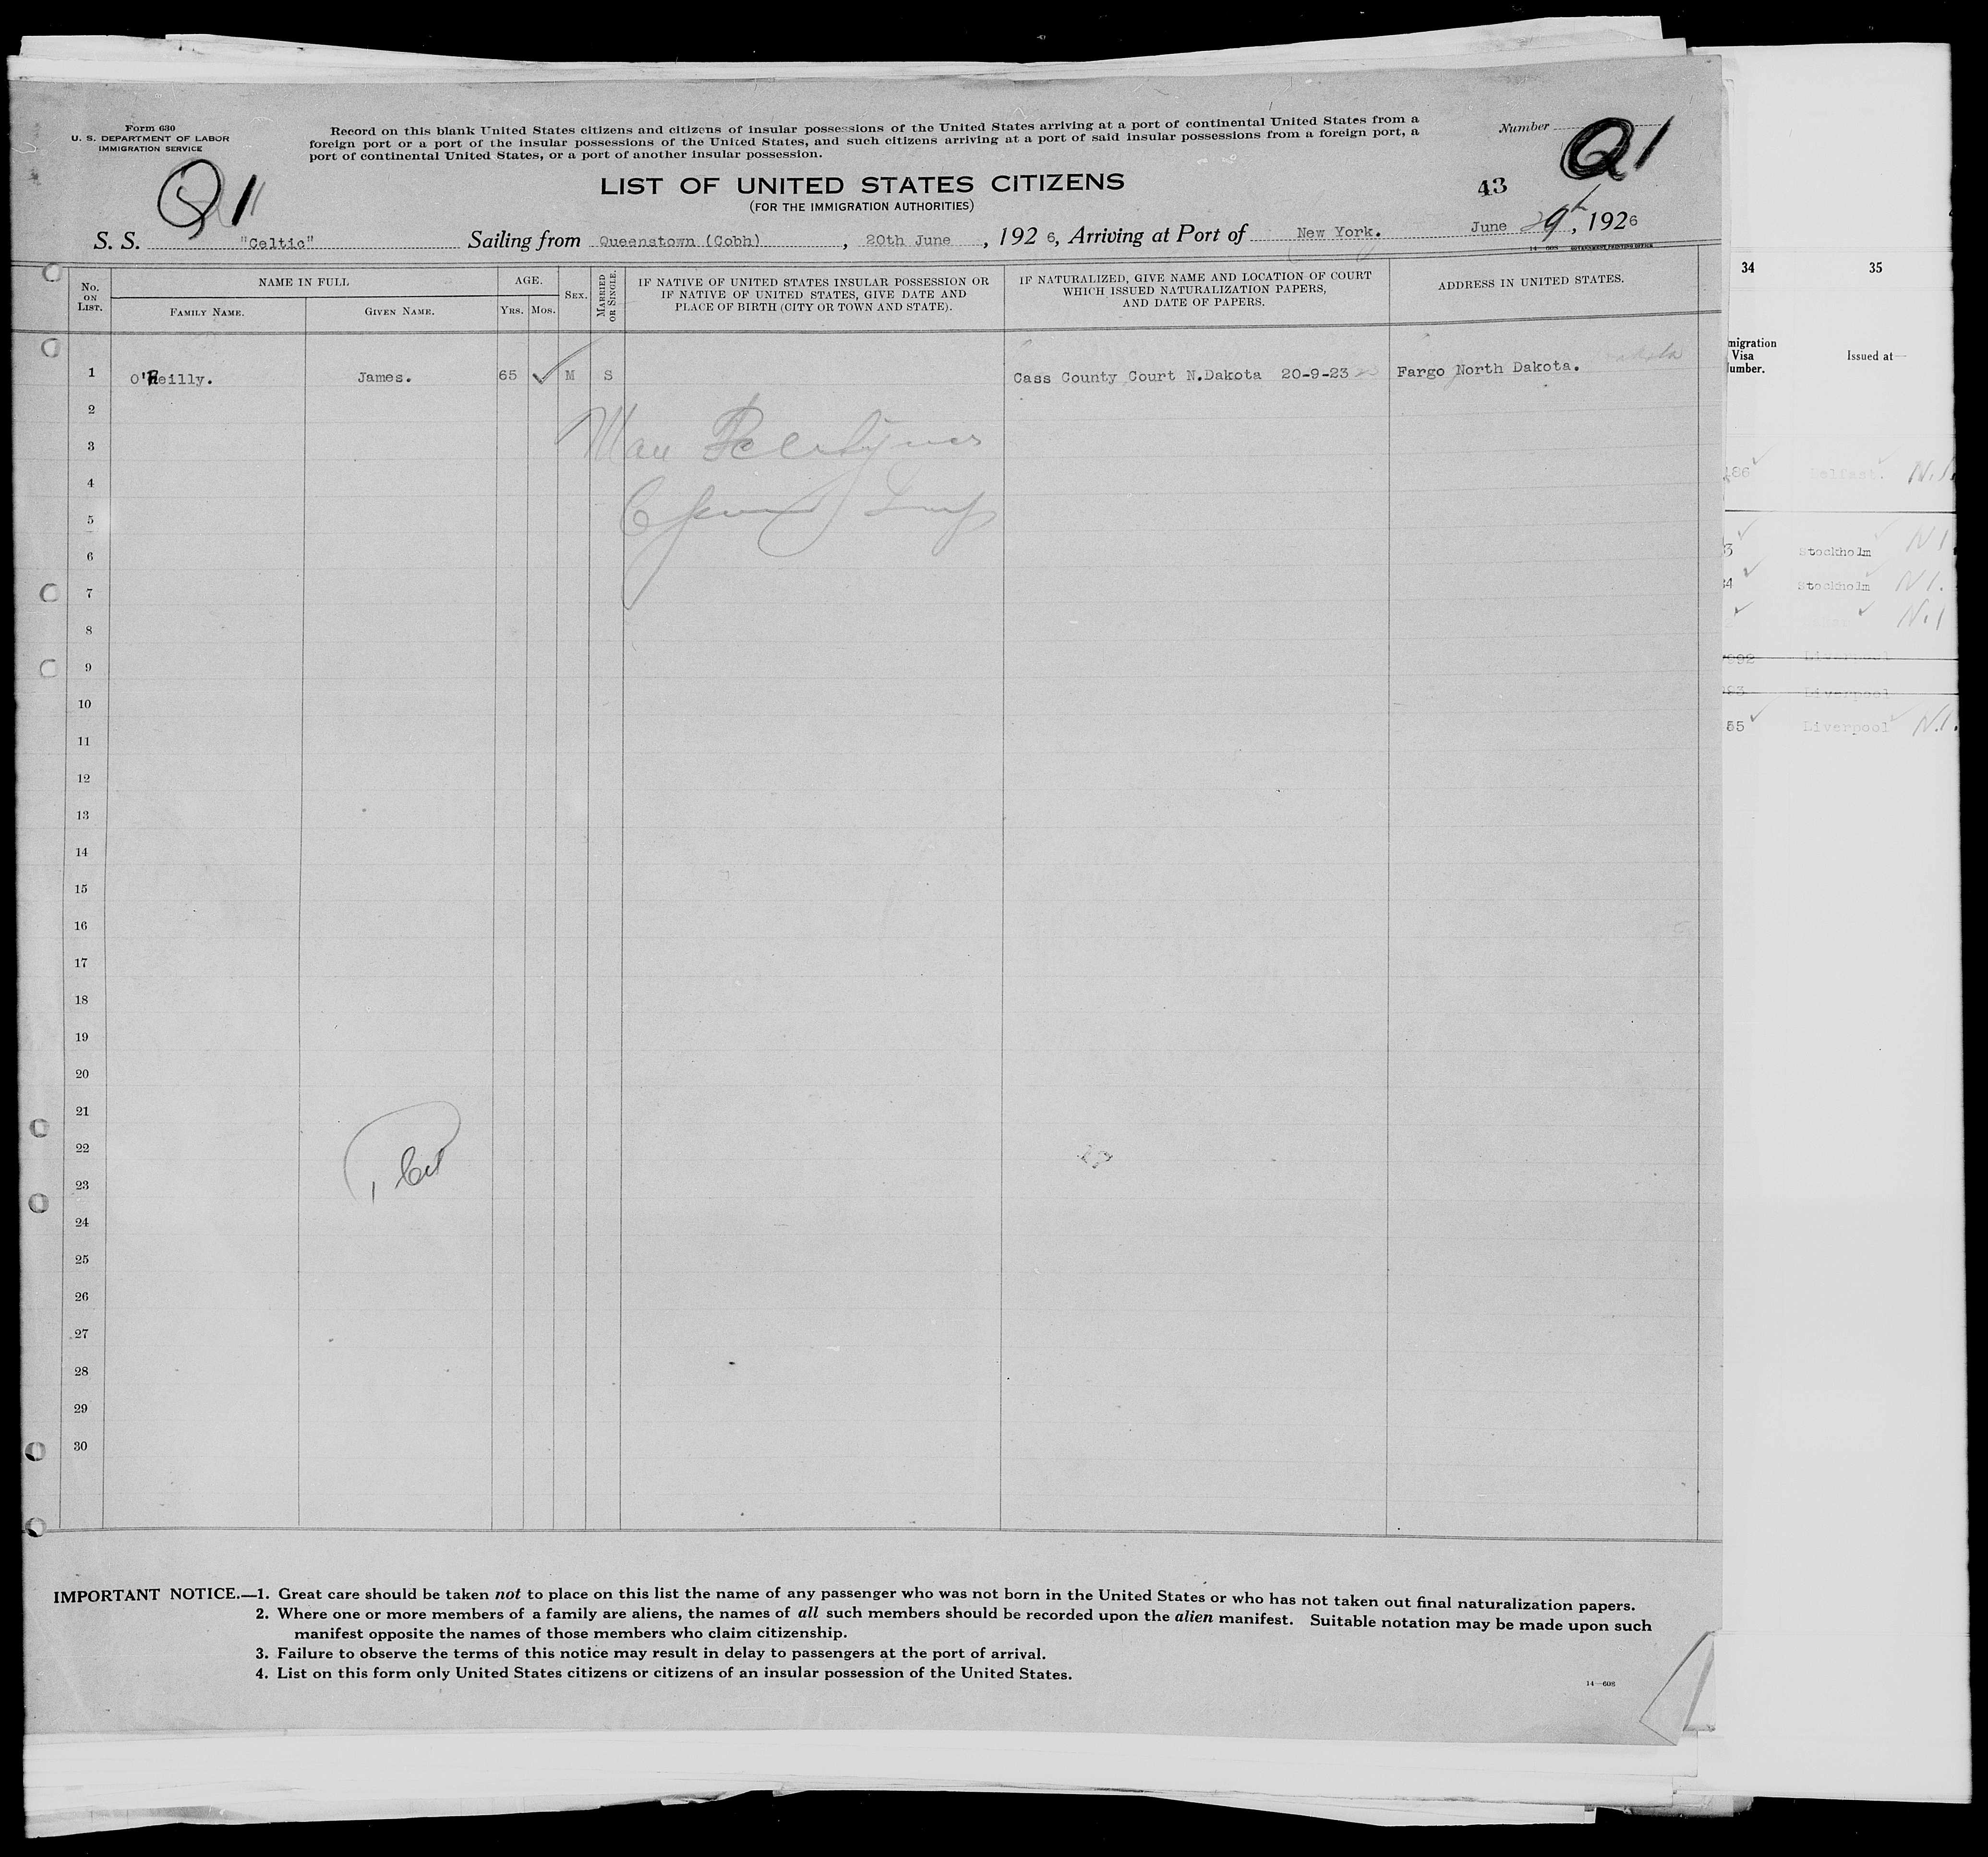 Form 630
U. S. DEPARTMENT OF LABOR
IMMIGRATION SERVICE
Record on this blank United States citizens and citizens of insular possessions of the United States arriving at a port of continental United States from a
foreign port or a port of the insular possessions of the United States, and such citizens arriving at a port of said insular possessions from a foreign port, a
port of continental United States, or a port of another insular possession.
Number
Q1
Q1
LIST OF UNITED STATES CITIZENS
(FOR THE IMMIGRATION AUTHORITIES)
43
S. S. "Celtic" Sailing from Queenstown (Cobh), 20th June, 1926, Arriving at Port of New York. June 29th, 1926
14—608 GOVERNMENT PRINTING OFFICE
No. ON LIST.
NAME IN FULL
FAMILY NAME.
GIVEN NAME.
AGE.
YRS. MOS.
SEX.
MARRIED OR SINGLE.
IF NATIVE OF UNITED STATES INSULAR POSSESSION OR
IF NATIVE OF UNITED STATES, GIVE DATE AND
PLACE OF BIRTH (CITY OR TOWN AND STATE).
IF NATURALIZED, GIVE NAME AND LOCATION OF COURT
WHICH ISSUED NATURALIZATION PAPERS,
AND DATE OF PAPERS.
ADDRESS IN UNITED STATES.
1 O'Reilly. James. 65 M S Cass County Court N.Dakota 20-9-23 Fargo North Dakota.
2
3
4
5
6
7
8
9
10
11
12
13
14
15
16
17
18
19
20
21
22
23
24
25
26
27
28
29
30
IMPORTANT NOTICE.—1. Great care should be taken not to place on this list the name of any passenger who was not born in the United States or who has not taken out final naturalization papers.
2. Where one or more members of a family are aliens, the names of all such members should be recorded upon the alien manifest. Suitable notation may be made upon such
manifest opposite the names of those members who claim citizenship.
3. Failure to observe the terms of this notice may result in delay to passengers at the port of arrival.
4. List on this form only United States citizens or citizens of an insular possession of the United States.
14—608
34 35
migration
Visa
umber.
Issued at—
86 Belfast. N.I.
3 Stockholm N I
34 Stockholm N I.
N.I
Liverpool
Liverpool
55 Liverpool N.I.